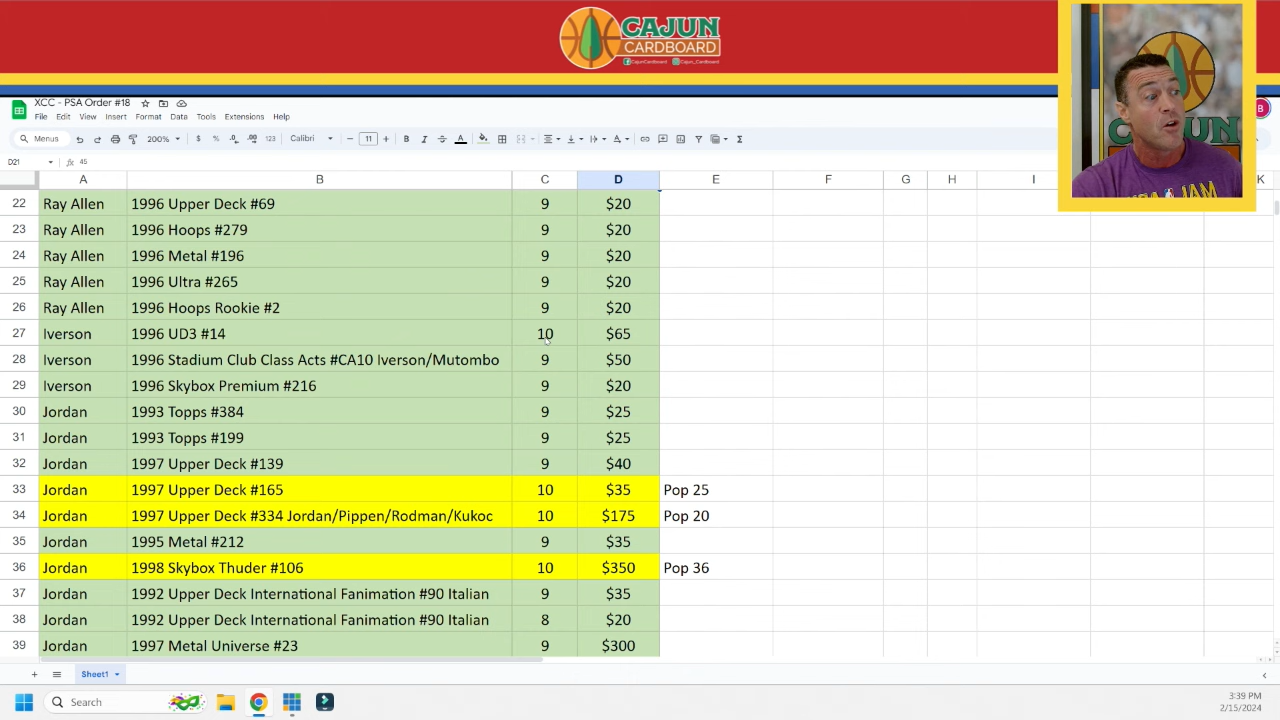 CAJUN
CARDBOARD
/CajunCardboard /Cajun_Cardboard
XCC - PSA Order #18
File Edit View Insert Format Data Tools Extensions Help
Menus 200% $ % .0 .00 123 Calibri 11 B I A
D21 fx 45
A B C D E F G H I K
22 Ray Allen 1996 Upper Deck #69 9 $20
23 Ray Allen 1996 Hoops #279 9 $20
24 Ray Allen 1996 Metal #196 9 $20
25 Ray Allen 1996 Ultra #265 9 $20
26 Ray Allen 1996 Hoops Rookie #2 9 $20
27 Iverson 1996 UD3 #14 10 $65
28 Iverson 1996 Stadium Club Class Acts #CA10 Iverson/Mutombo 9 $50
29 Iverson 1996 Skybox Premium #216 9 $20
30 Jordan 1993 Topps #384 9 $25
31 Jordan 1993 Topps #199 9 $25
32 Jordan 1997 Upper Deck #139 9 $40
33 Jordan 1997 Upper Deck #165 10 $35 Pop 25
34 Jordan 1997 Upper Deck #334 Jordan/Pippen/Rodman/Kukoc 10 $175 Pop 20
35 Jordan 1995 Metal #212 9 $35
36 Jordan 1998 Skybox Thuder #106 10 $350 Pop 36
37 Jordan 1992 Upper Deck International Fanimation #90 Italian 9 $35
38 Jordan 1992 Upper Deck International Fanimation #90 Italian 8 $20
39 Jordan 1997 Metal Universe #23 9 $300
Sheet1
Search
3:39 PM
2/15/2024
B
CAJUN
NBA JAM